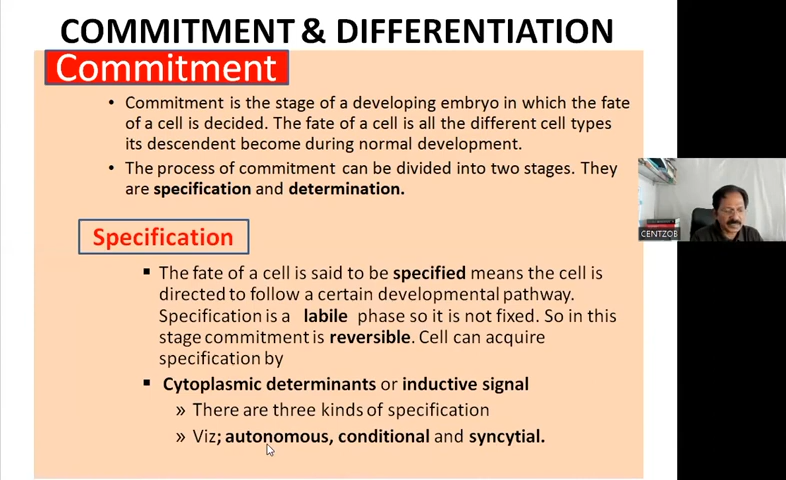 COMMITMENT & DIFFERENTIATION
Commitment
• Commitment is the stage of a developing embryo in which the fate
of a cell is decided. The fate of a cell is all the different cell types
its descendent become during normal development.
• The process of commitment can be divided into two stages. They
are specification and determination.
Specification
▪ The fate of a cell is said to be specified means the cell is
directed to follow a certain developmental pathway.
Specification is a labile phase so it is not fixed. So in this
stage commitment is reversible. Cell can acquire
specification by
▪ Cytoplasmic determinants or inductive signal
» There are three kinds of specification
» Viz; autonomous, conditional and syncytial.
CENTZOB